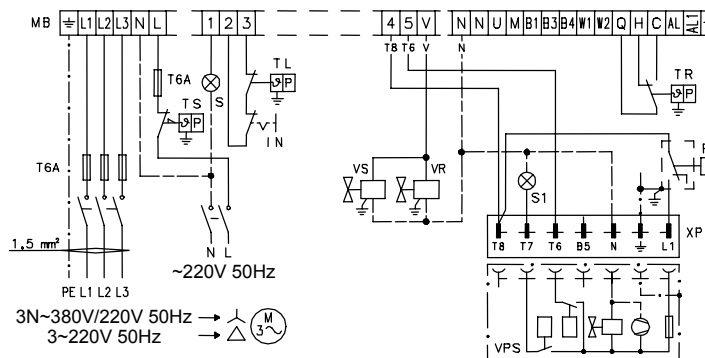 MB ⏚ L1 L2 L3 N L 1 2 3 4 5 V N N U M B1 B3 B4 W1 W2 Q H C AL AL1
T8 T6 V N
T6A
TS
ϑ P
S
TL
ϑ P
IN
TR
ϑ P
T6A
VS
VR
S1
1,5 mm²
N L
~220V 50Hz
PE L1 L2 L3
XP
T8 T7 T6 B5 N ⏚ L1
3N~380V/220V 50Hz
3~220V 50Hz
M
3~
VPS